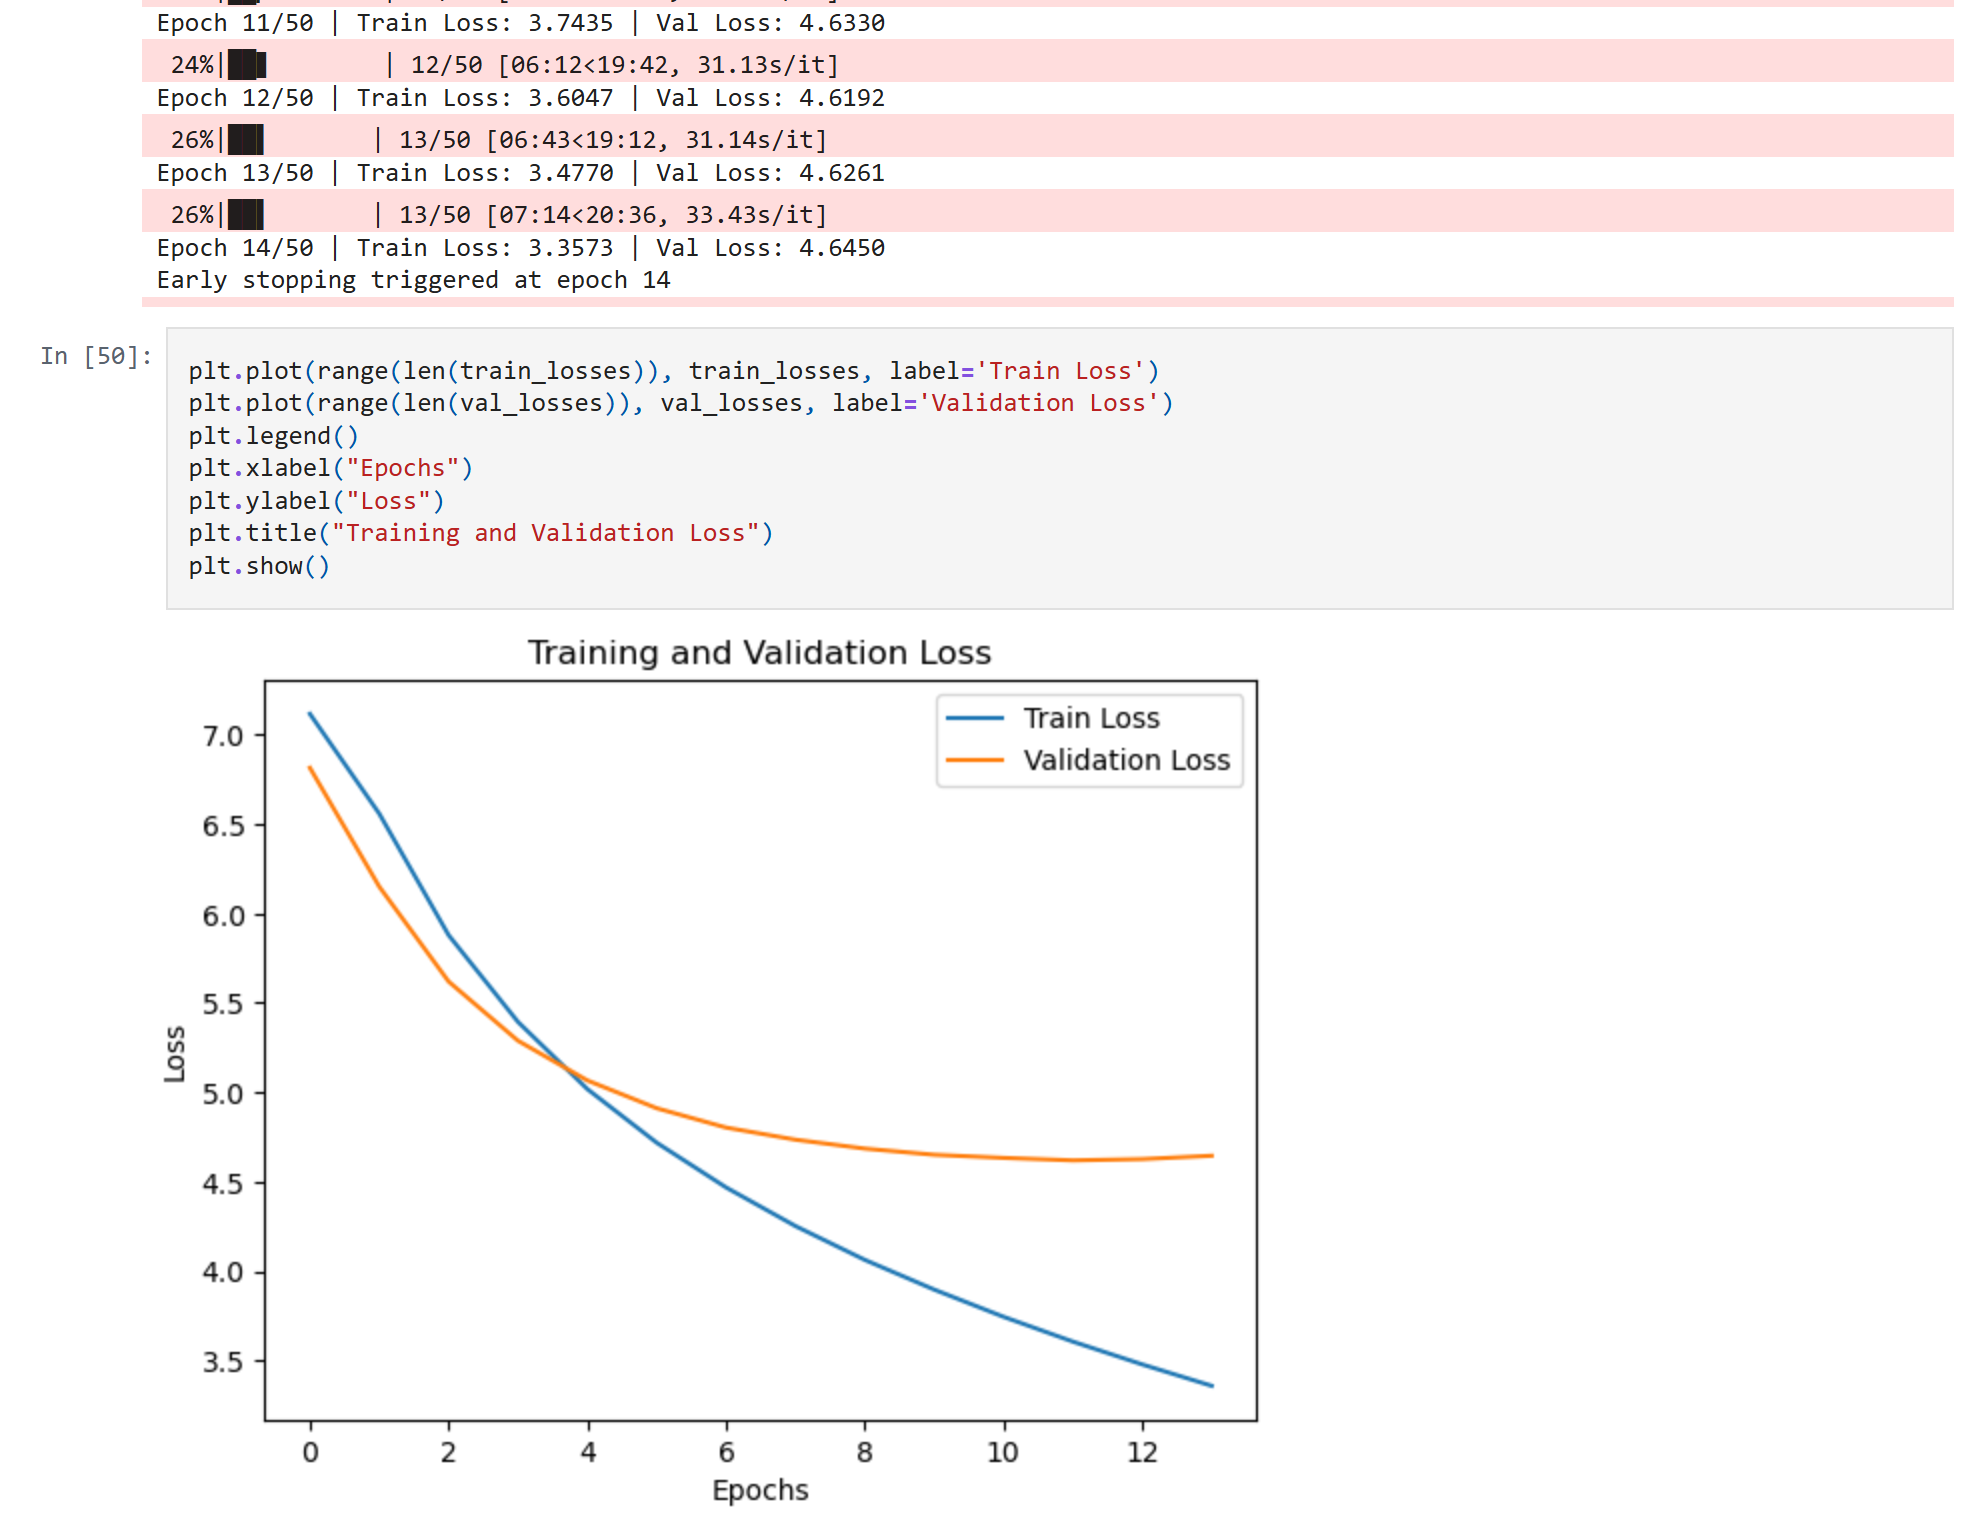 Epoch 11/50 | Train Loss: 3.7435 | Val Loss: 4.6330
24%|██▍ | 12/50 [06:12<19:42, 31.13s/it]
Epoch 12/50 | Train Loss: 3.6047 | Val Loss: 4.6192
26%|██▌ | 13/50 [06:43<19:12, 31.14s/it]
Epoch 13/50 | Train Loss: 3.4770 | Val Loss: 4.6261
26%|██▌ | 13/50 [07:14<20:36, 33.43s/it]
Epoch 14/50 | Train Loss: 3.3573 | Val Loss: 4.6450
Early stopping triggered at epoch 14
In [50]:
plt.plot(range(len(train_losses)), train_losses, label='Train Loss')
plt.plot(range(len(val_losses)), val_losses, label='Validation Loss')
plt.legend()
plt.xlabel("Epochs")
plt.ylabel("Loss")
plt.title("Training and Validation Loss")
plt.show()
Training and Validation Loss
Train Loss
Validation Loss
7.0
6.5
6.0
5.5
5.0
4.5
4.0
3.5
Loss
0 2 4 6 8 10 12
Epochs